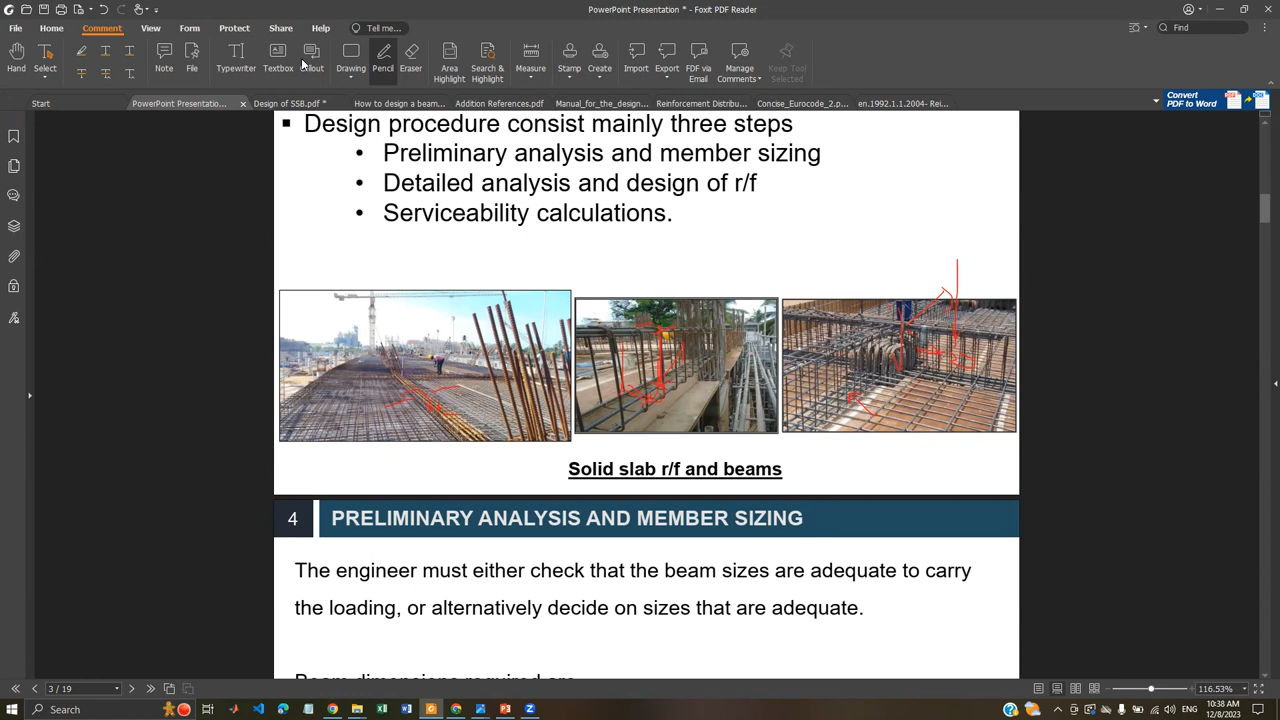 PowerPoint Presentation * - Foxit PDF Reader
File
Home
Comment
View
Form
Protect
Share
Help
Tell me...
Find
Hand
Select
Note
File
Typewriter
Textbox
Callout
Drawing
Pencil
Eraser
Area Highlight
Search & Highlight
Measure
Stamp
Create
Import
Export
FDF via Email
Manage Comments
Keep Tool Selected
Start
PowerPoint Presentatio...
Design of SSB.pdf *
How to design a beam...
Addition References.pdf
Manual_for_the_design...
Reinforcement Distribu...
Concise_Eurocode_2.p...
en.1992.1.1.2004- Rei...
Convert
PDF to Word
Design procedure consist mainly three steps
• Preliminary analysis and member sizing
• Detailed analysis and design of r/f
• Serviceability calculations.
Solid slab r/f and beams
4 PRELIMINARY ANALYSIS AND MEMBER SIZING
The engineer must either check that the beam sizes are adequate to carry
the loading, or alternatively decide on sizes that are adequate.
Beam dimensions required are
3 / 19
116.53%
Search
ENG
10:38 AM
12/8/2023